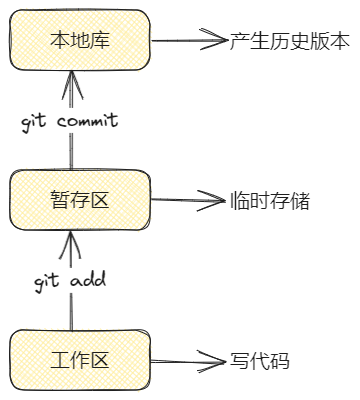 本地库
产生历史版本
git commit
暂存区
临时存储
git add
工作区
写代码